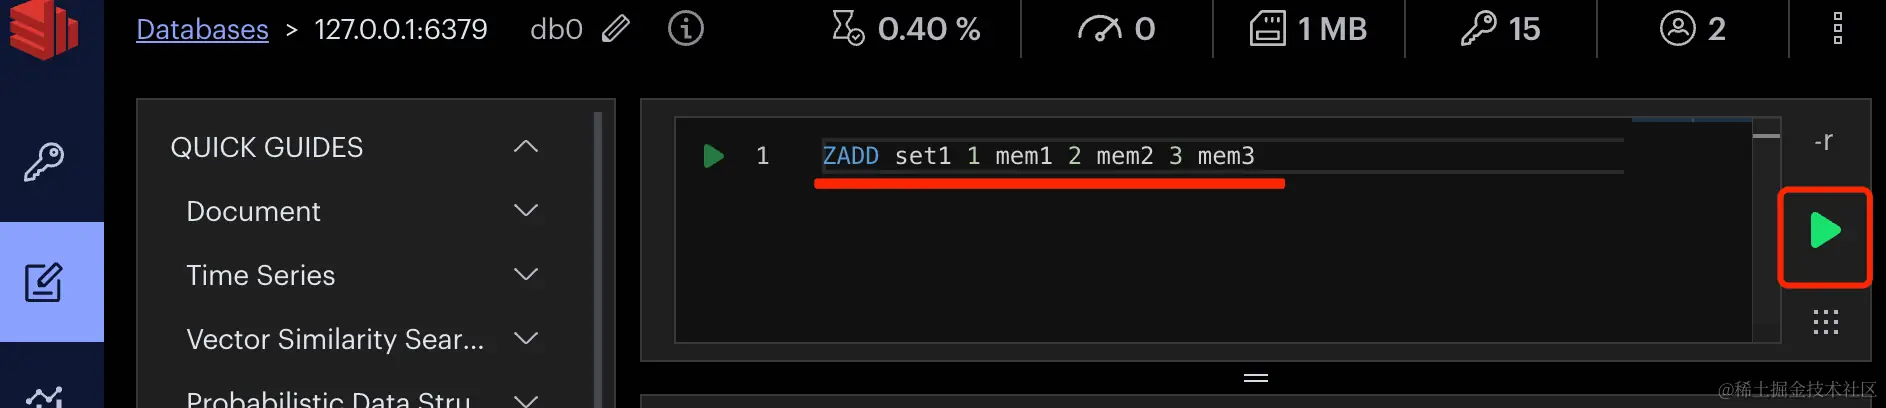 Databases > 127.0.0.1:6379 db0 0.40 % 0 1 MB 15 2
QUICK GUIDES
Document
Time Series
Vector Similarity Sear...
Probabilistic Data Stru
1 ZADD set1 1 mem1 2 mem2 3 mem3
-r
@稀土掘金技术社区